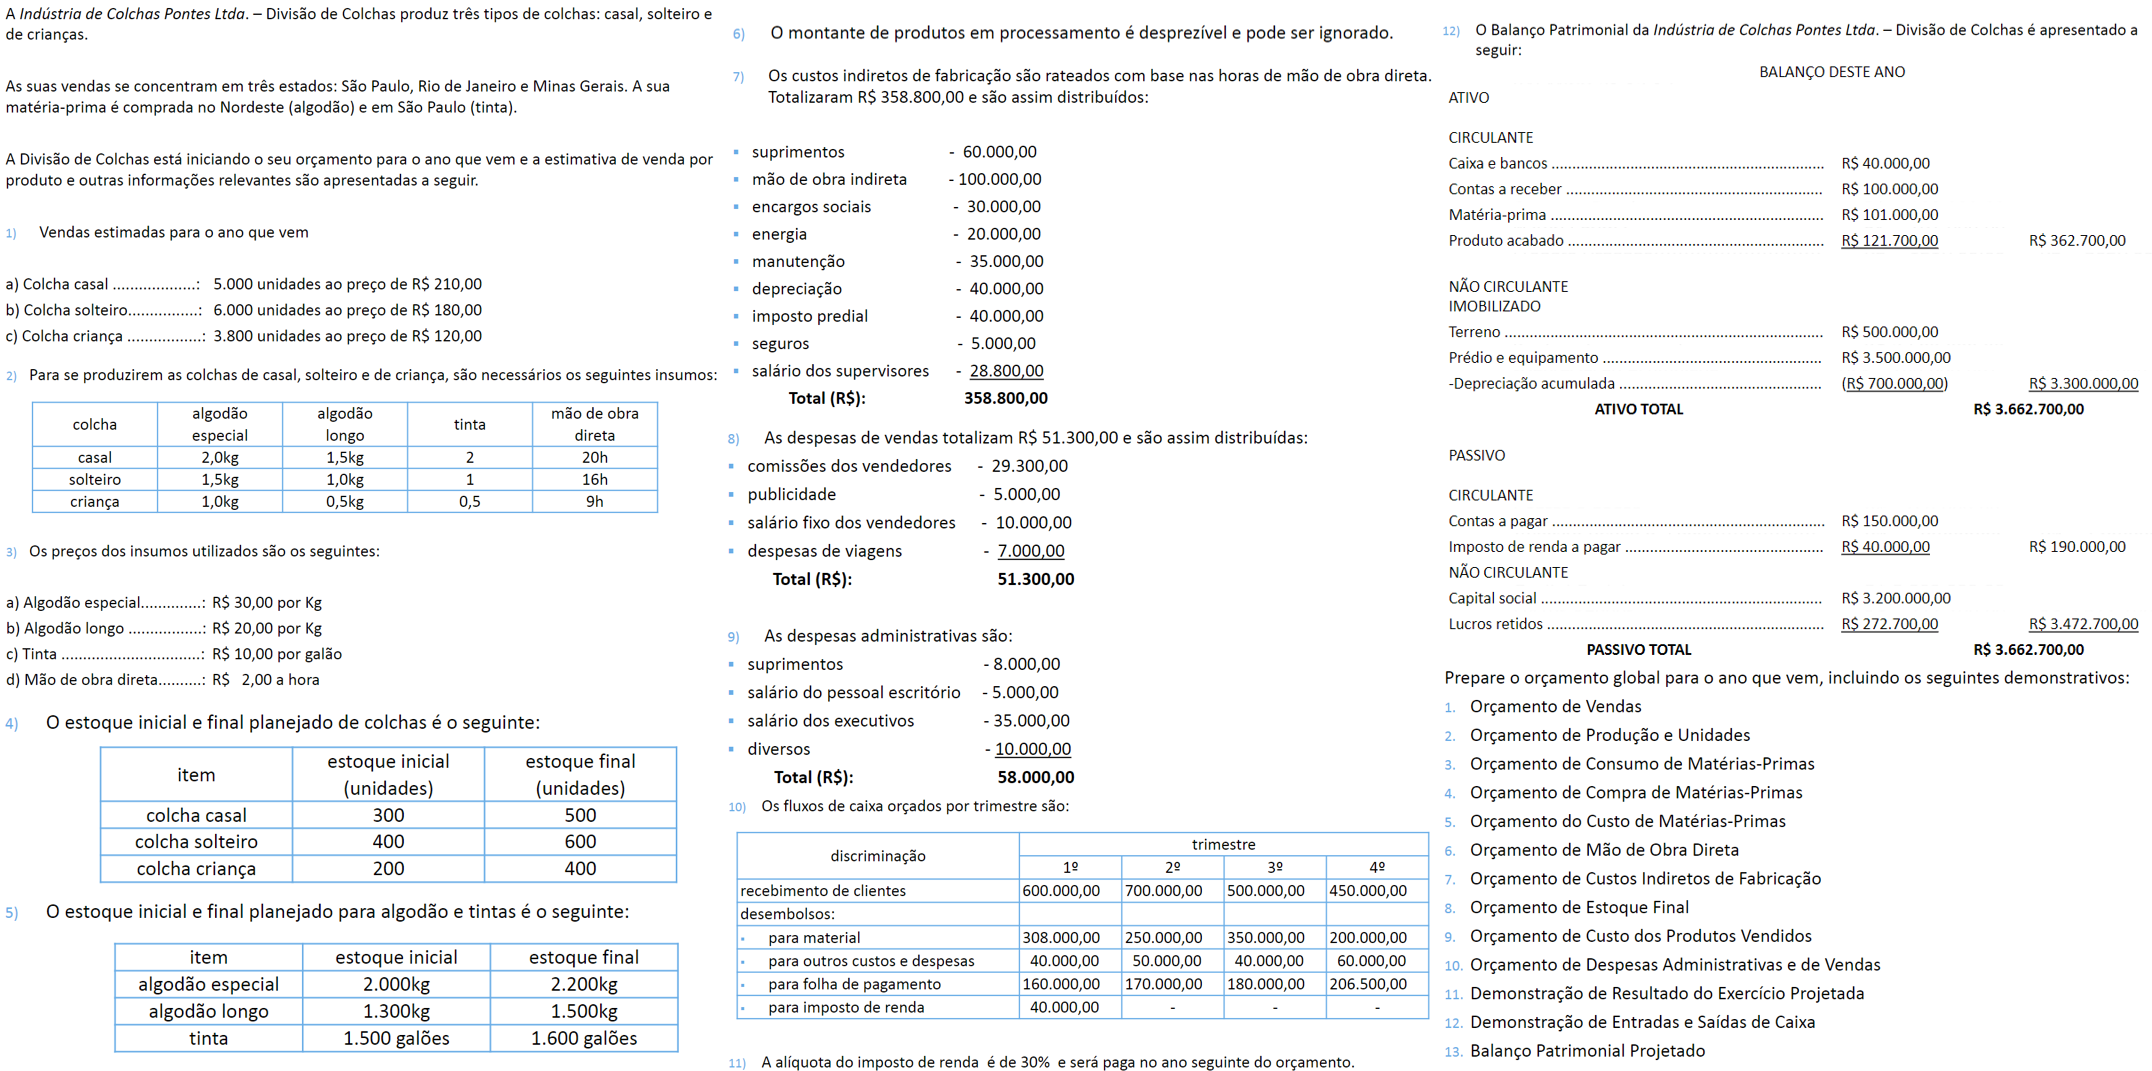 A Indústria de Colchas Pontes Ltda. – Divisão de Colchas produz três tipos de colchas: casal, solteiro e
de crianças.
As suas vendas se concentram em três estados: São Paulo, Rio de Janeiro e Minas Gerais. A sua
matéria-prima é comprada no Nordeste (algodão) e em São Paulo (tinta).
A Divisão de Colchas está iniciando o seu orçamento para o ano que vem e a estimativa de venda por
produto e outras informações relevantes são apresentadas a seguir.
1) Vendas estimadas para o ano que vem
a) Colcha casal ....................: 5.000 unidades ao preço de R$ 210,00
b) Colcha solteiro.................: 6.000 unidades ao preço de R$ 180,00
c) Colcha criança .................: 3.800 unidades ao preço de R$ 120,00
2) Para se produzirem as colchas de casal, solteiro e de criança, são necessários os seguintes insumos:
colcha algodão especial algodão longo tinta mão de obra direta
casal 2,0kg 1,5kg 2 20h
solteiro 1,5kg 1,0kg 1 16h
criança 1,0kg 0,5kg 0,5 9h
3) Os preços dos insumos utilizados são os seguintes:
a) Algodão especial..............: R$ 30,00 por Kg
b) Algodão longo ..................: R$ 20,00 por Kg
c) Tinta ..................................: R$ 10,00 por galão
d) Mão de obra direta..........: R$ 2,00 a hora
4) O estoque inicial e final planejado de colchas é o seguinte:
item estoque inicial (unidades) estoque final (unidades)
colcha casal 300 500
colcha solteiro 400 600
colcha criança 200 400
5) O estoque inicial e final planejado para algodão e tintas é o seguinte:
item estoque inicial estoque final
algodão especial 2.000kg 2.200kg
algodão longo 1.300kg 1.500kg
tinta 1.500 galões 1.600 galões
6) O montante de produtos em processamento é desprezível e pode ser ignorado.
7) Os custos indiretos de fabricação são rateados com base nas horas de mão de obra direta.
Totalizaram R$ 358.800,00 e são assim distribuídos:
▪ suprimentos - 60.000,00
▪ mão de obra indireta - 100.000,00
▪ encargos sociais - 30.000,00
▪ energia - 20.000,00
▪ manutenção - 35.000,00
▪ depreciação - 40.000,00
▪ imposto predial - 40.000,00
▪ seguros - 5.000,00
▪ salário dos supervisores - 28.800,00
Total (R$): 358.800,00
8) As despesas de vendas totalizam R$ 51.300,00 e são assim distribuídas:
▪ comissões dos vendedores - 29.300,00
▪ publicidade - 5.000,00
▪ salário fixo dos vendedores - 10.000,00
▪ despesas de viagens - 7.000,00
Total (R$): 51.300,00
9) As despesas administrativas são:
▪ suprimentos - 8.000,00
▪ salário do pessoal escritório - 5.000,00
▪ salário dos executivos - 35.000,00
▪ diversos - 10.000,00
Total (R$): 58.000,00
10) Os fluxos de caixa orçados por trimestre são:
discriminação trimestre
1º 2º 3º 4º
recebimento de clientes 600.000,00 700.000,00 500.000,00 450.000,00
desembolsos:
▪ para material 308.000,00 250.000,00 350.000,00 200.000,00
▪ para outros custos e despesas 40.000,00 50.000,00 40.000,00 60.000,00
▪ para folha de pagamento 160.000,00 170.000,00 180.000,00 206.500,00
▪ para imposto de renda 40.000,00 - - -
11) A alíquota do imposto de renda é de 30% e será paga no ano seguinte do orçamento.
12) O Balanço Patrimonial da Indústria de Colchas Pontes Ltda. – Divisão de Colchas é apresentado a
seguir:
BALANÇO DESTE ANO
ATIVO
CIRCULANTE
Caixa e bancos .................................................................. R$ 40.000,00
Contas a receber .............................................................. R$ 100.000,00
Matéria-prima .................................................................. R$ 101.000,00
Produto acabado .............................................................. R$ 121.700,00 R$ 362.700,00
NÃO CIRCULANTE
IMOBILIZADO
Terreno ............................................................................. R$ 500.000,00
Prédio e equipamento ..................................................... R$ 3.500.000,00
-Depreciação acumulada .................................................. (R$ 700.000,00) R$ 3.300.000,00
ATIVO TOTAL R$ 3.662.700,00
PASSIVO
CIRCULANTE
Contas a pagar .................................................................. R$ 150.000,00
Imposto de renda a pagar ................................................ R$ 40.000,00 R$ 190.000,00
NÃO CIRCULANTE
Capital social .................................................................... R$ 3.200.000,00
Lucros retidos ................................................................... R$ 272.700,00 R$ 3.472.700,00
PASSIVO TOTAL R$ 3.662.700,00
Prepare o orçamento global para o ano que vem, incluindo os seguintes demonstrativos:
1. Orçamento de Vendas
2. Orçamento de Produção e Unidades
3. Orçamento de Consumo de Matérias-Primas
4. Orçamento de Compra de Matérias-Primas
5. Orçamento do Custo de Matérias-Primas
6. Orçamento de Mão de Obra Direta
7. Orçamento de Custos Indiretos de Fabricação
8. Orçamento de Estoque Final
9. Orçamento de Custo dos Produtos Vendidos
10. Orçamento de Despesas Administrativas e de Vendas
11. Demonstração de Resultado do Exercício Projetada
12. Demonstração de Entradas e Saídas de Caixa
13. Balanço Patrimonial Projetado